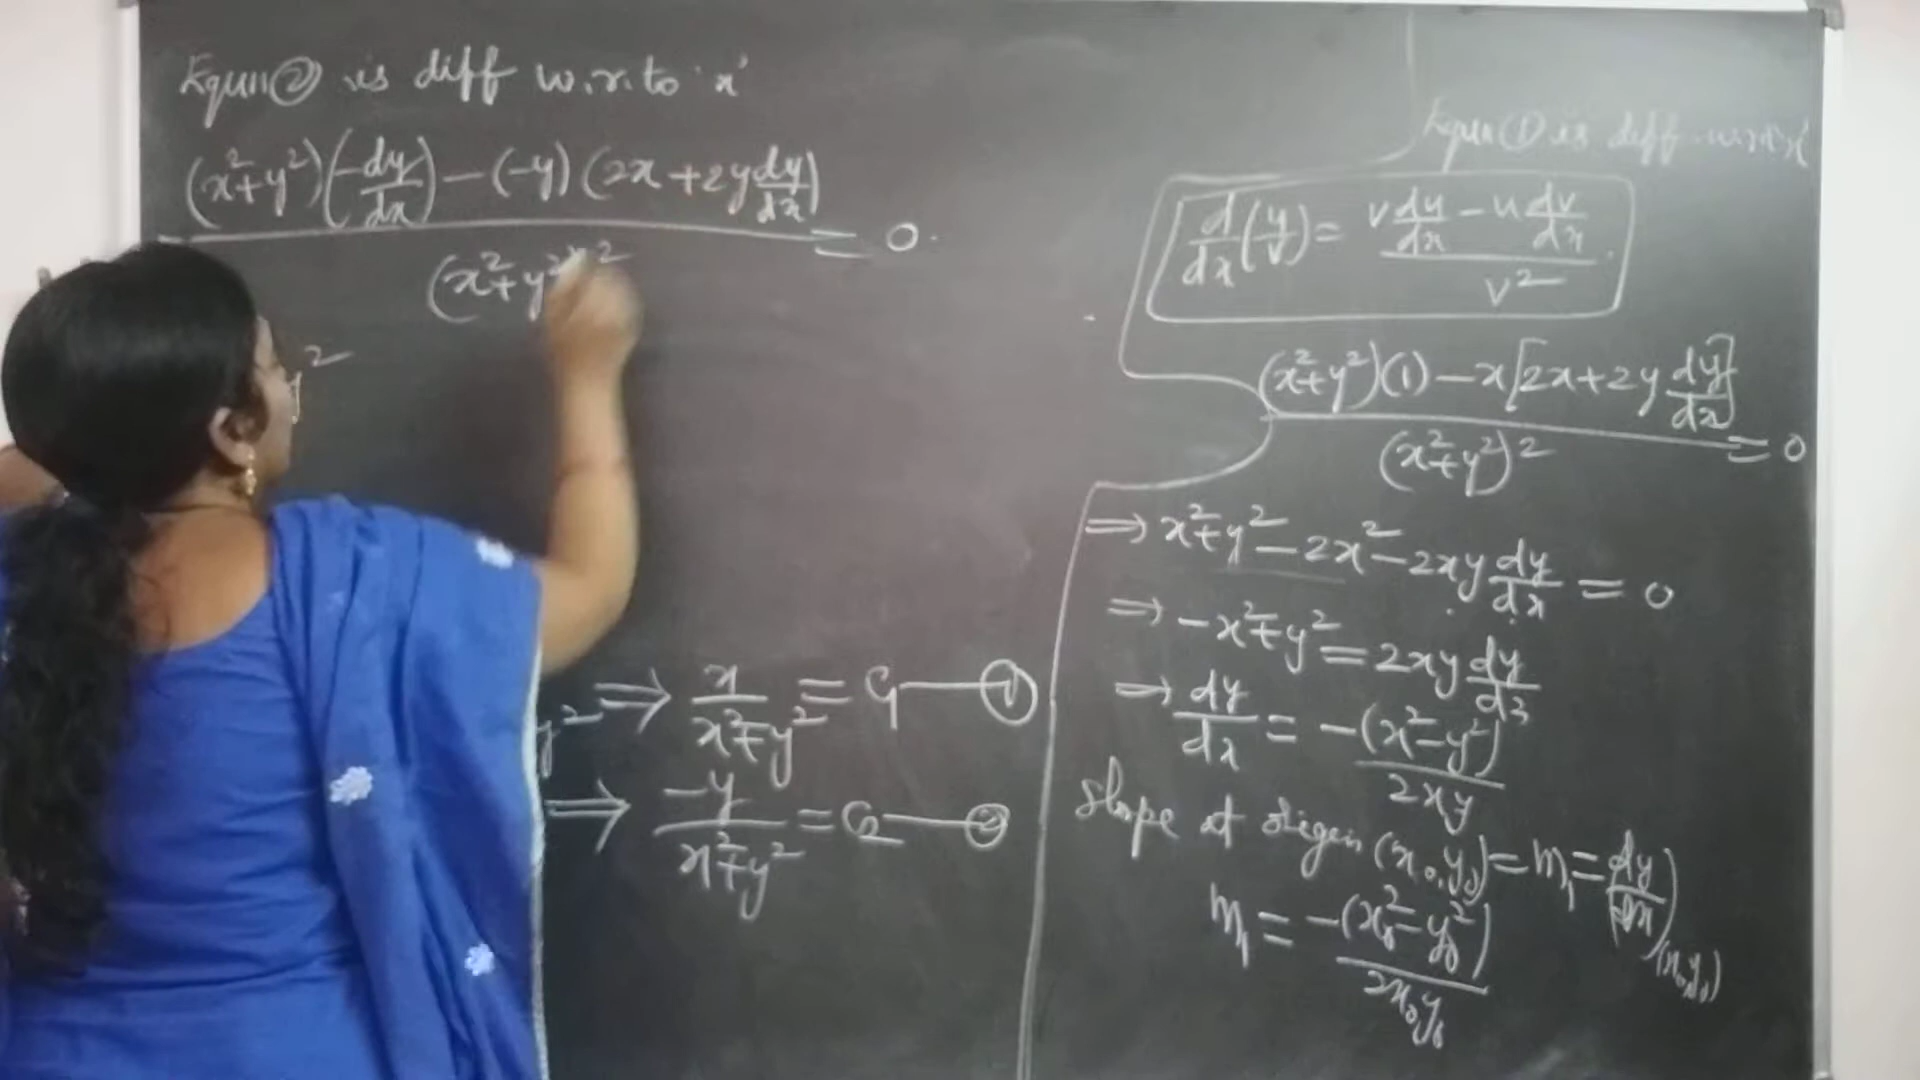 Equn ② is diff w.r.to 'x'
(x²+y²)(-dy/dx) - (-y) (2x + 2y dy/dx)
/ (x²+y²)² = 0.
2
y² ⇒ x/(x²+y²) = C₁ — ①
⇒ -y/(x²+y²) = C₂ — ②
Equn ① is diff w.r.to 'x'
d/dx (u/v) = (v du/dx - u dv/dx) / v²
(x²+y²)(1) - x[2x+2y dy/dx]
/ (x²+y²)² = 0
⇒ x²+y² - 2x² - 2xy dy/dx = 0
⇒ -x²+y² = 2xy dy/dx
⇒ dy/dx = -(x²-y²)/2xy
slope at origin (x₀,y₀) = m₁ = dy/dx)(x₀,y₀)
m₁ = -(x₀²-y₀²)/2x₀y₀